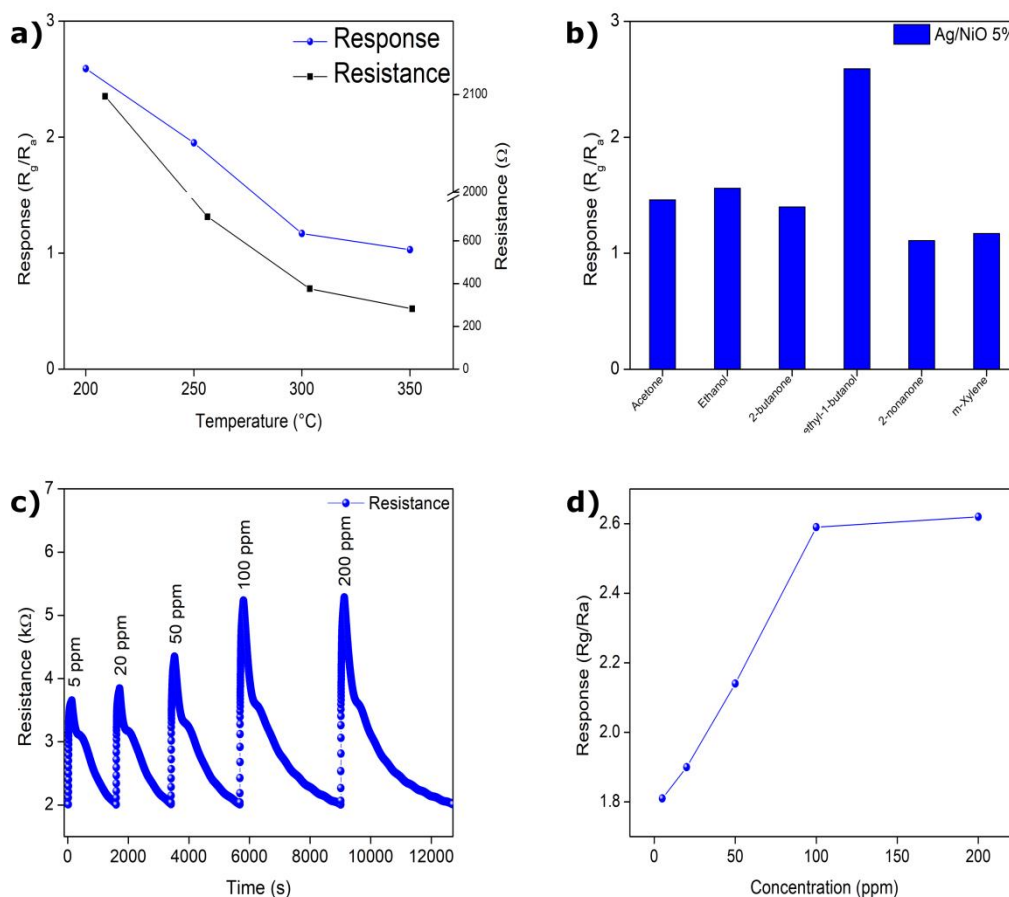 a)
Response
Resistance
3
2
1
0
Response (Rg/Ra)
2100
2000
600
400
200
0
Resistance (Ω)
200 250 300 350
Temperature (°C)
b)
Ag/NiO 5%
3
2
1
0
Response (Rg/Ra)
Acetone
Ethanol
2-butanone
ethyl-1-butanol
2-nonanone
m-Xylene
c)
Resistance
7
6
5
4
3
2
Resistance (kΩ)
5 ppm
20 ppm
50 ppm
100 ppm
200 ppm
0 2000 4000 6000 8000 10000 12000
Time (s)
d)
2.6
2.4
2.2
2.0
1.8
Response (Rg/Ra)
0 50 100 150 200
Concentration (ppm)